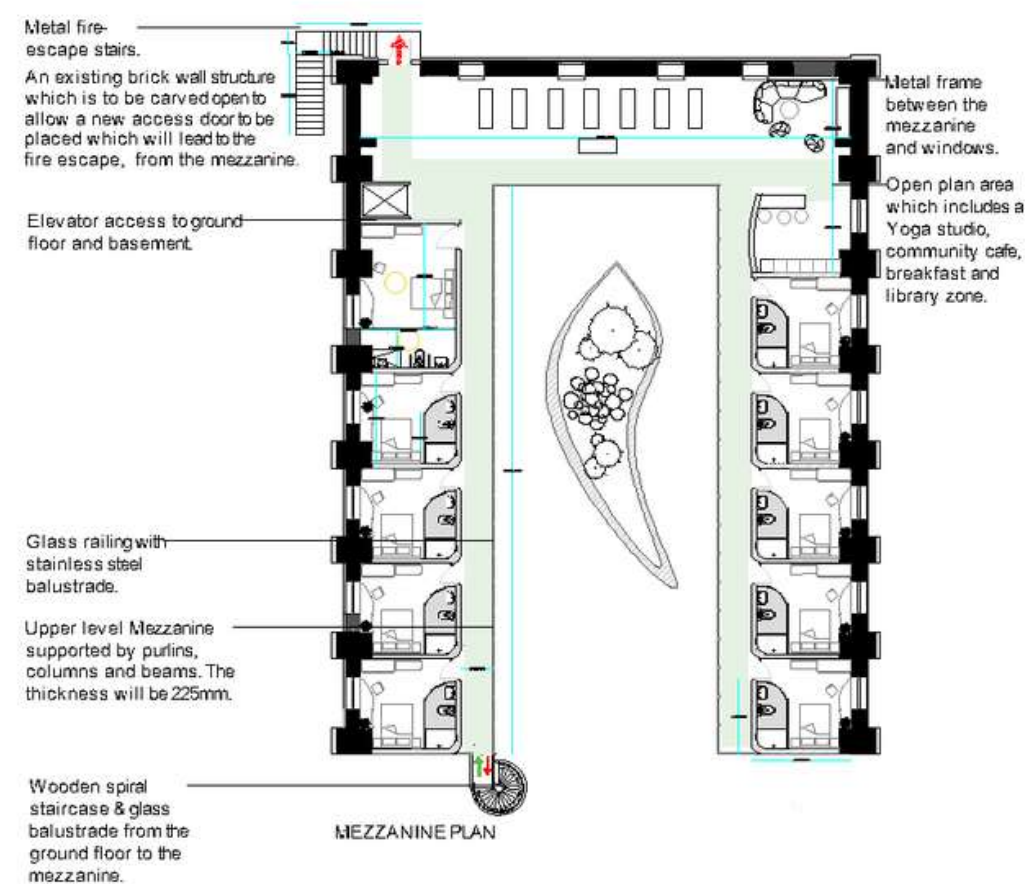 Metal fire-
escape stairs.
An existing brick wall structure
which is to be carved open to
allow a new access door to be
placed which will lead to the
fire escape, from the mezzanine.
Elevator access to ground
floor and basement.
Glass railing with
stainless steel
balustrade.
Upper level Mezzanine
supported by purlins,
columns and beams. The
thickness will be 225mm.
Wooden spiral
staircase & glass
balustrade from the
ground floor to the
mezzanine.
MEZZANINE PLAN
Metal frame
between the
mezzanine
and windows.
Open plan area
which includes a
Yoga studio,
community cafe,
breakfast and
library zone.